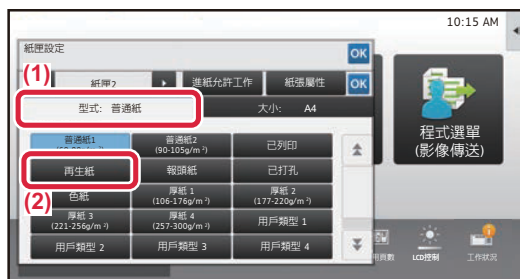 10:15 AM
紙匣設定
OK
(1)
紙匣2
進紙允許工作
紙張屬性
OK
型式: 普通紙
大小: A4
普通紙1
普通紙2
(90-105g/m²)
已列印
再生紙
報頭紙
已打孔
(2)
色紙
厚紙 1
(106-176g/m²)
厚紙 2
(177-220g/m²)
厚紙 3
(221-256g/m²)
厚紙 4
(257-300g/m²)
用戶類型 1
用戶類型 2
用戶類型 3
用戶類型 4
程式選單
(影像傳送)
用頁數
LCD控制
工作狀況